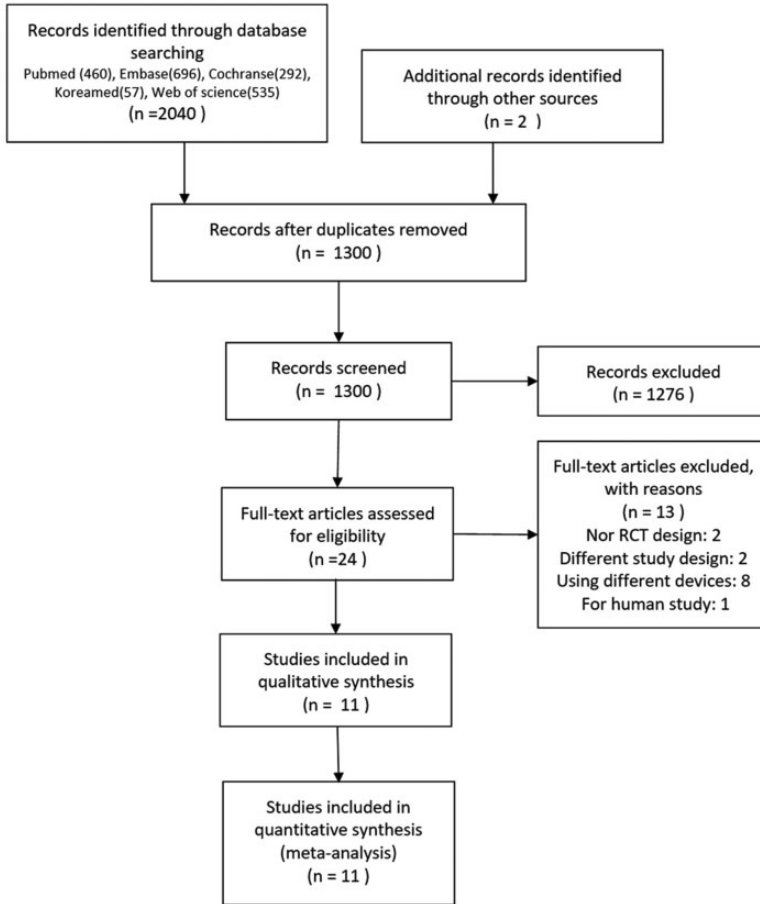 Records identified through database
searching
Pubmed (460), Embase(696), Cochranse(292),
Koreamed(57), Web of science(535)
(n =2040 )
Additional records identified
through other sources
(n = 2 )
Records after duplicates removed
(n = 1300 )
Records screened
(n = 1300 )
Records excluded
(n = 1276 )
Full-text articles assessed
for eligibility
(n =24 )
Full-text articles excluded,
with reasons
(n = 13 )
Nor RCT design: 2
Different study design: 2
Using different devices: 8
For human study: 1
Studies included in
qualitative synthesis
(n = 11 )
Studies included in
quantitative synthesis
(meta-analysis)
(n = 11 )